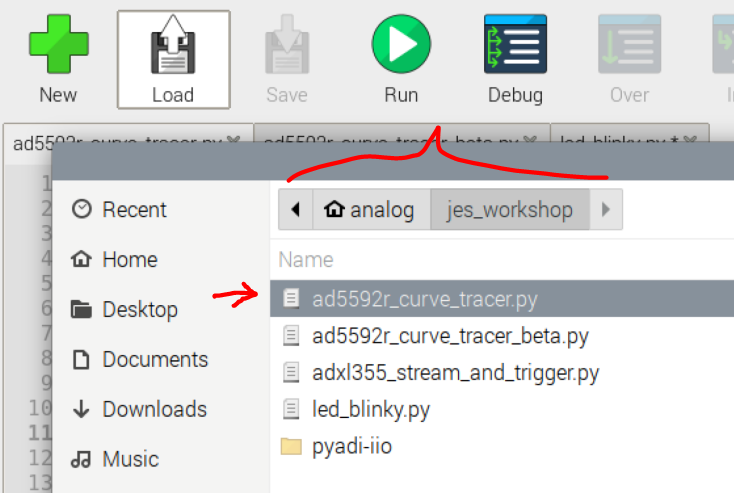 New Load Save Run Debug Over
ad5592r_curve_tracer.py ad5592r_curve_tracer_beta.py led_blinky.py *
1
2
3
4
5
6
7
8
9
10
11
12
13
Recent
Home
Desktop
Documents
Downloads
Music
analog jes_workshop
Name
ad5592r_curve_tracer.py
ad5592r_curve_tracer_beta.py
adxl355_stream_and_trigger.py
led_blinky.py
pyadi-iio